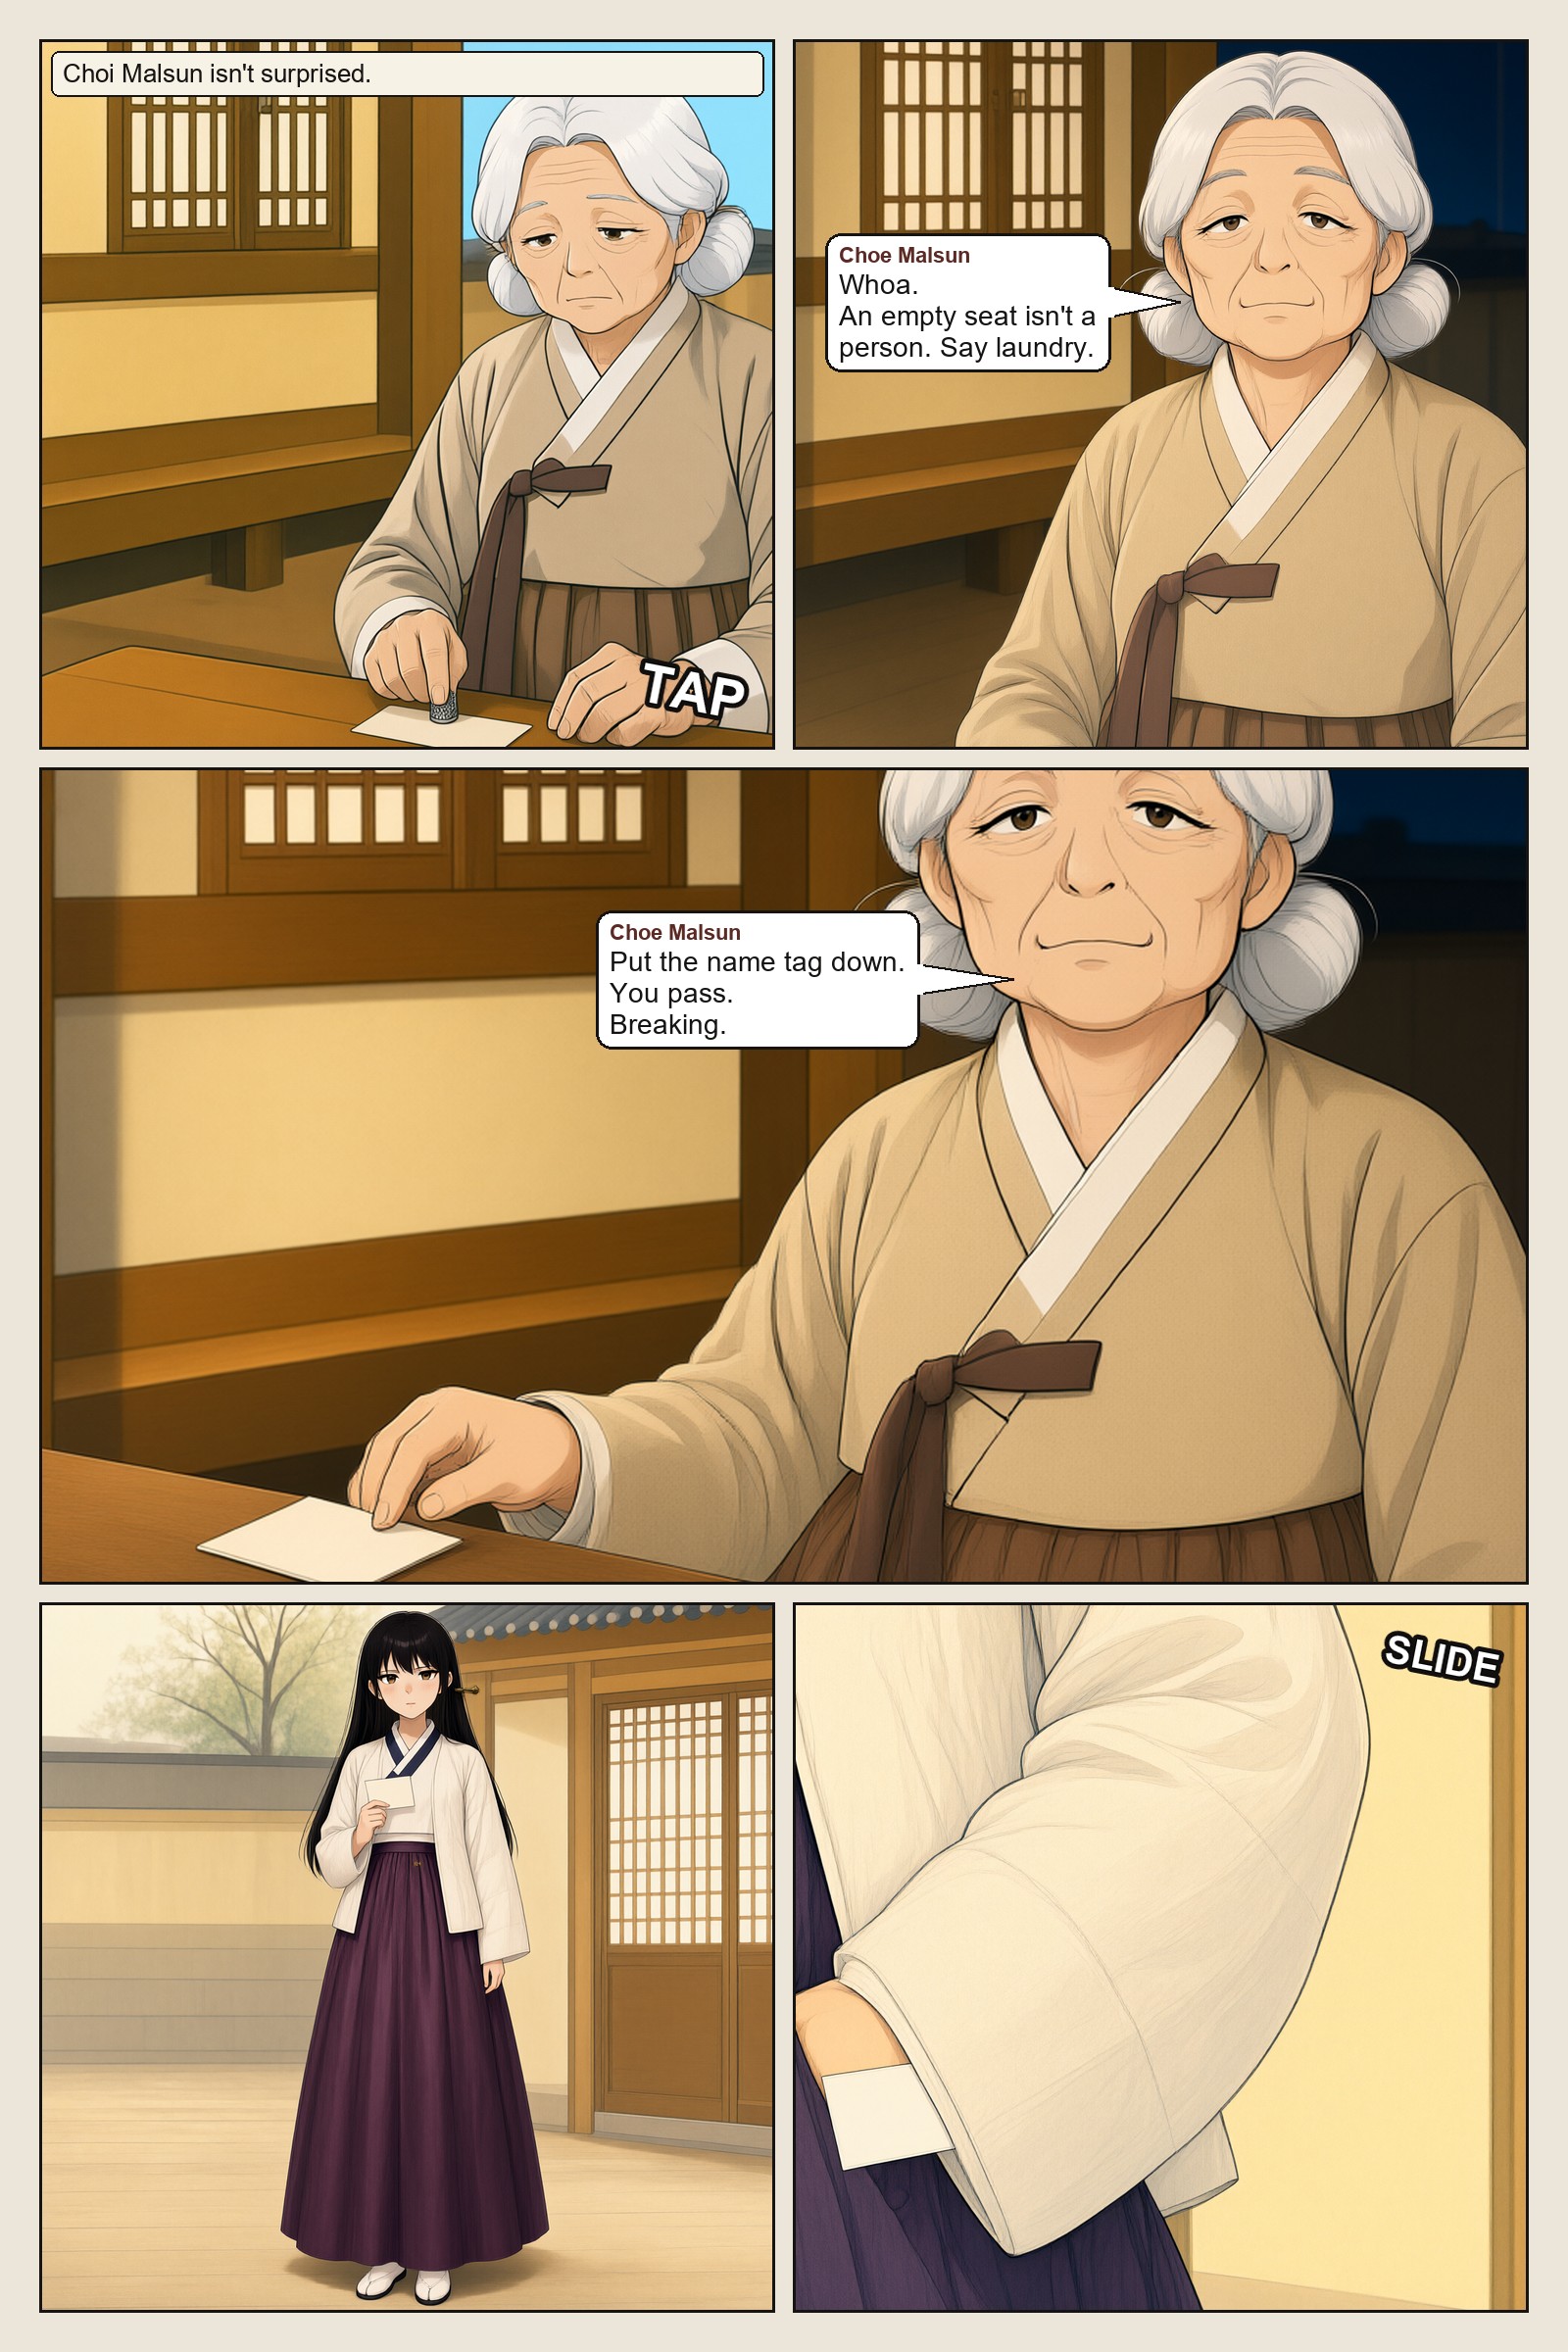 Choi Malsun isn't surprised.
TAP
Choe Malsun
Whoa.
An empty seat isn't a
person. Say laundry.
Choe Malsun
Put the name tag down.
You pass.
Breaking.
SLIDE